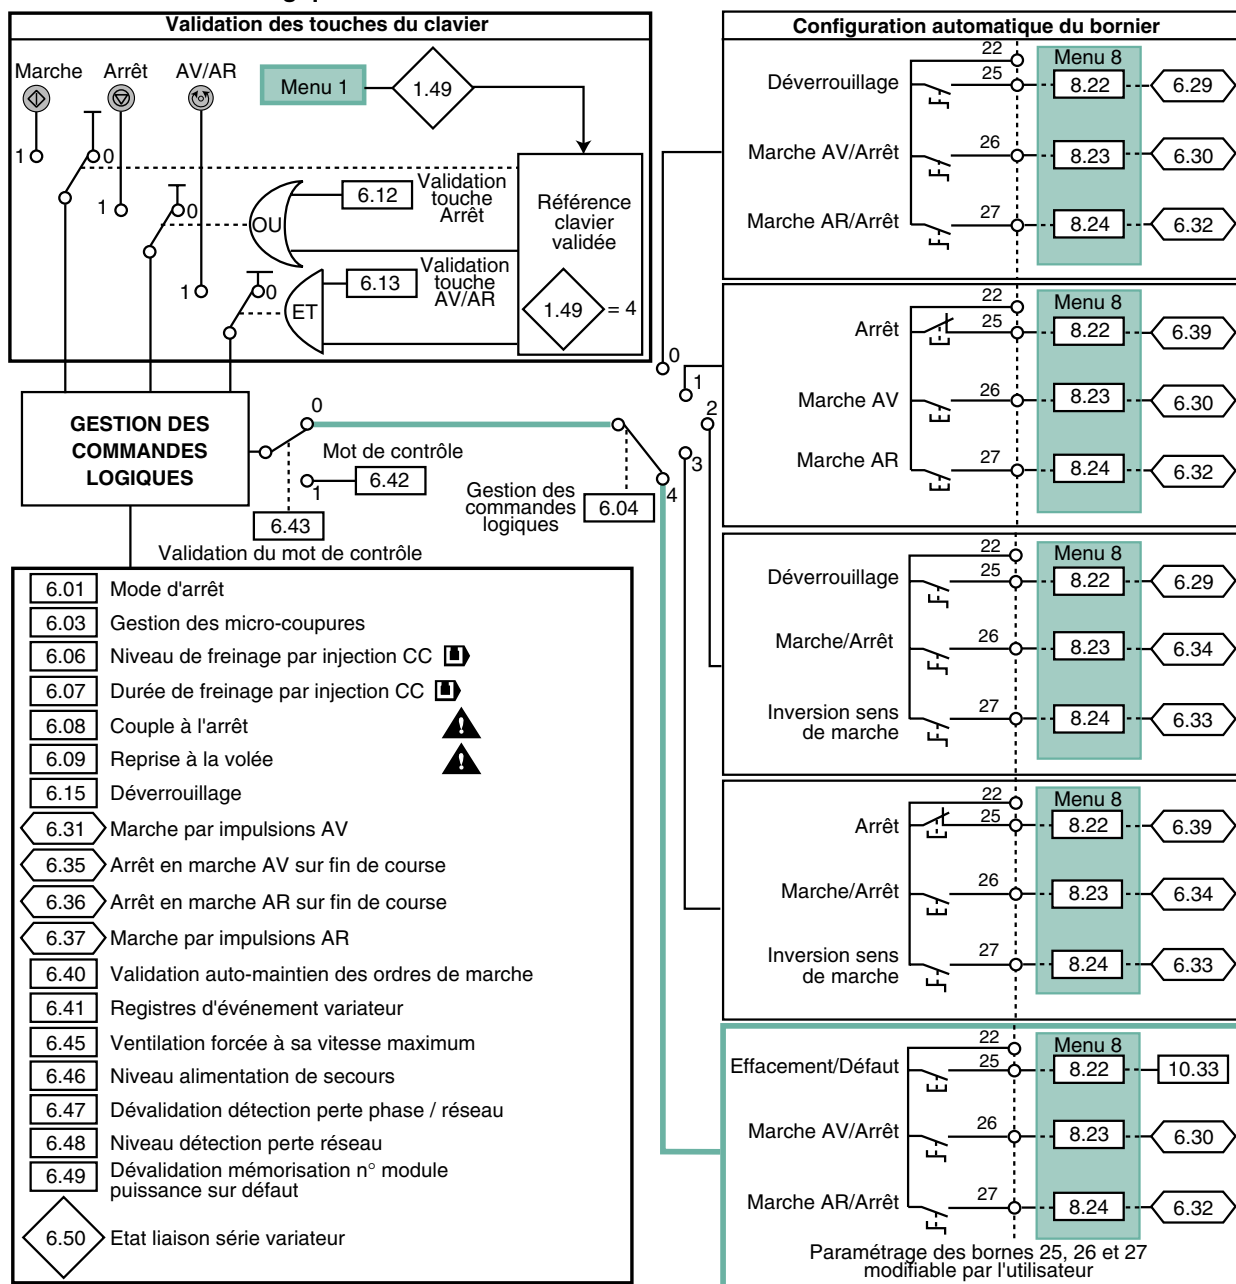 Validation des touches du clavier
Marche Arrêt AV/AR
Menu 1
1.49
1
0
1
0
1
0
OU
ET
6.12
Validation
touche
Arrêt
6.13
Validation
touche
AV/AR
Référence
clavier
validée
1.49 = 4
GESTION DES
COMMANDES
LOGIQUES
0
1
Mot de contrôle
6.42
6.43
Validation du mot de contrôle
Gestion des
commandes
logiques
6.04
0
1
2
3
4
6.01 Mode d'arrêt
6.03 Gestion des micro-coupures
6.06 Niveau de freinage par injection CC
6.07 Durée de freinage par injection CC
6.08 Couple à l'arrêt
6.09 Reprise à la volée
6.15 Déverrouillage
6.31 Marche par impulsions AV
6.35 Arrêt en marche AV sur fin de course
6.36 Arrêt en marche AR sur fin de course
6.37 Marche par impulsions AR
6.40 Validation auto-maintien des ordres de marche
6.41 Registres d'événement variateur
6.45 Ventilation forcée à sa vitesse maximum
6.46 Niveau alimentation de secours
6.47 Dévalidation détection perte phase / réseau
6.48 Niveau détection perte réseau
6.49 Dévalidation mémorisation n° module
puissance sur défaut
6.50 Etat liaison série variateur
Configuration automatique du bornier
22 Menu 8
Déverrouillage 25 8.22 6.29
Marche AV/Arrêt 26 8.23 6.30
Marche AR/Arrêt 27 8.24 6.32
22 Menu 8
Arrêt 25 8.22 6.39
Marche AV 26 8.23 6.30
Marche AR 27 8.24 6.32
22 Menu 8
Déverrouillage 25 8.22 6.29
Marche/Arrêt 26 8.23 6.34
Inversion sens
de marche 27 8.24 6.33
22 Menu 8
Arrêt 25 8.22 6.39
Marche/Arrêt 26 8.23 6.34
Inversion sens
de marche 27 8.24 6.33
22 Menu 8
Effacement/Défaut 25 8.22 10.33
Marche AV/Arrêt 26 8.23 6.30
Marche AR/Arrêt 27 8.24 6.32
Paramétrage des bornes 25, 26 et 27
modifiable par l'utilisateur